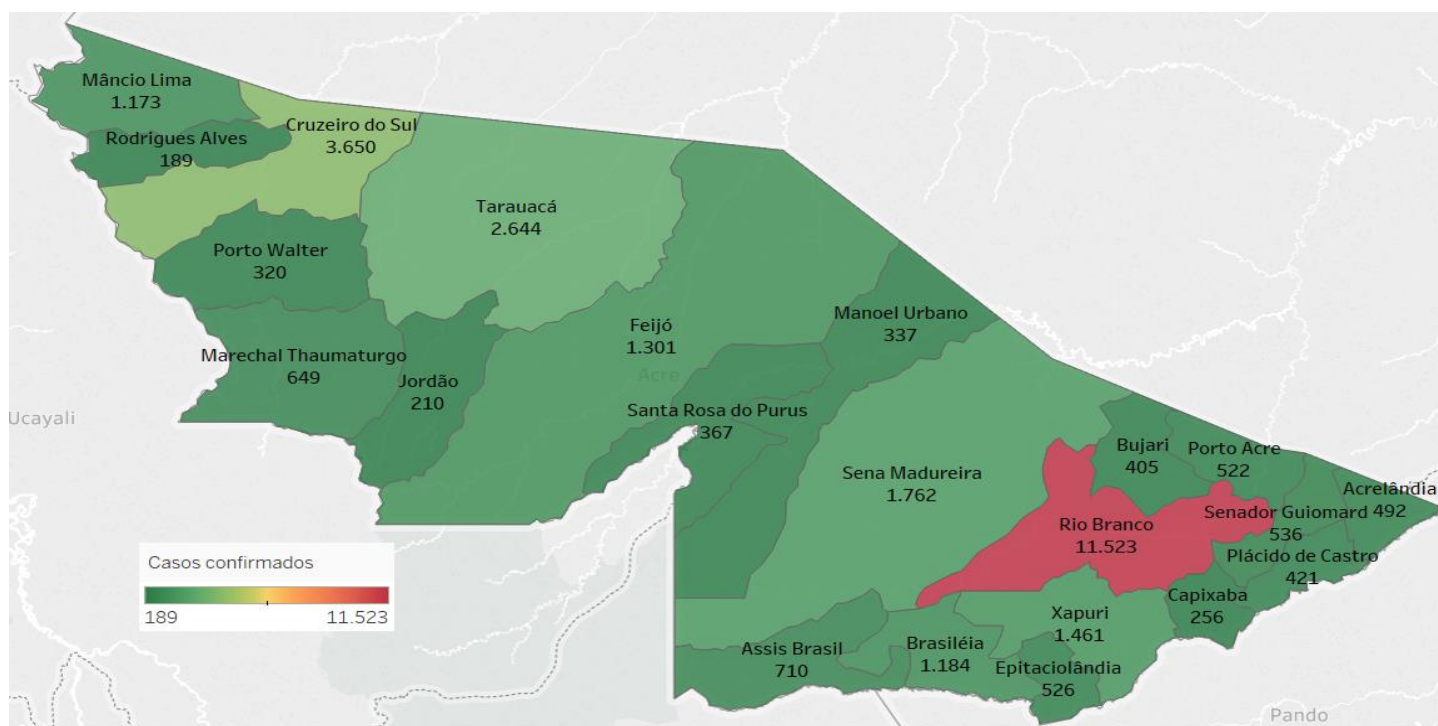 Mâncio Lima
1.173
Rodrigues Alves
189
Cruzeiro do Sul
3.650
Tarauacá
2.644
Porto Walter
320
Feijó
1.301
Acre
Manoel Urbano
337
Marechal Thaumaturgo
649
Jordão
210
Ucayali
Santa Rosa do Purus
367
Sena Madureira
1.762
Bujari
405
Porto Acre
522
Acrelândia
492
Rio Branco
11.523
Senador Guiomard
536
Plácido de Castro
421
Capixaba
256
Xapuri
1.461
Assis Brasil
710
Brasiléia
1.184
Epitaciolândia
526
Pando
Casos confirmados
189 11.523